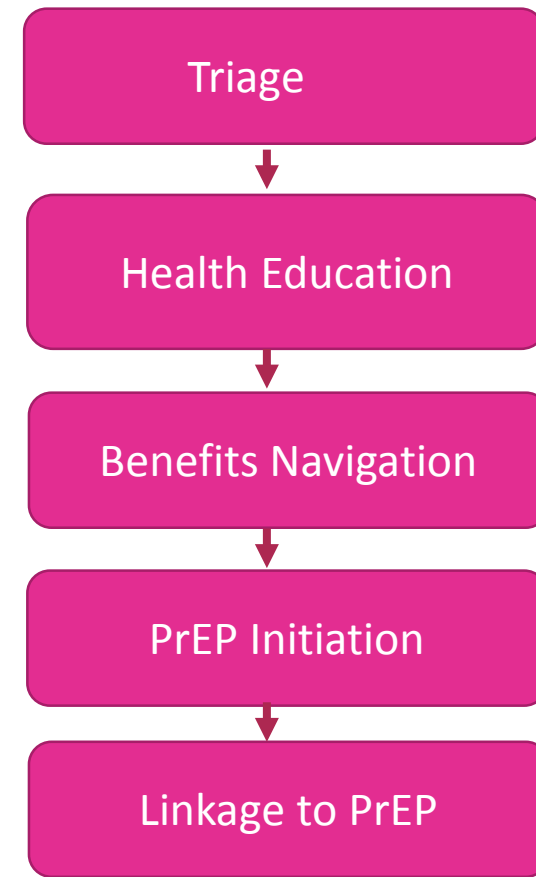 Triage
Health Education
Benefits Navigation
PrEP Initiation
Linkage to PrEP